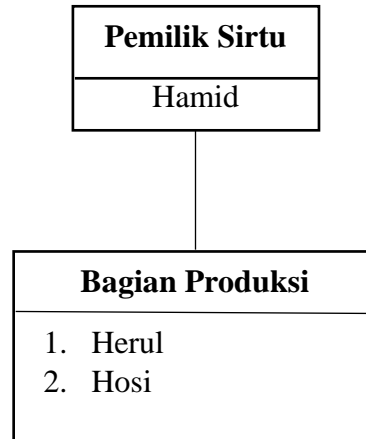 Pemilik Sirtu
Hamid
Bagian Produksi
1. Herul
2. Hosi